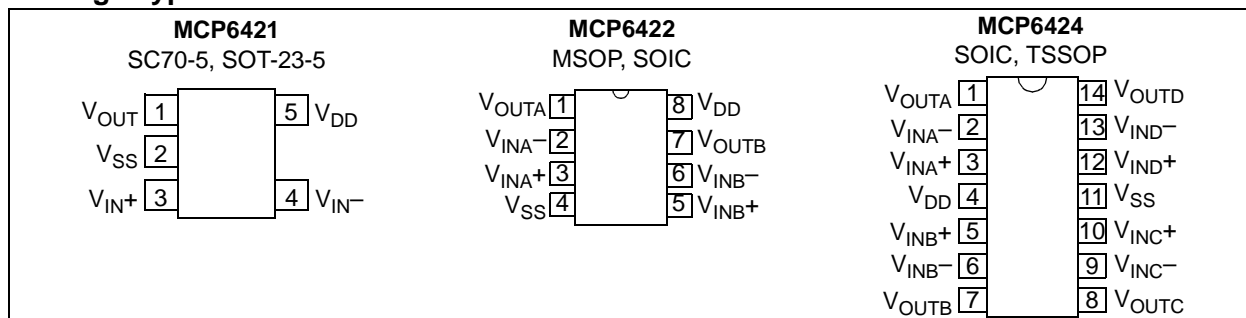 MCP6421
SC70-5, SOT-23-5
VOUT 1
5 VDD
VSS 2
VIN+ 3
4 VIN–
MCP6422
MSOP, SOIC
VOUTA 1
8 VDD
VINA– 2
7 VOUTB
VINA+ 3
6 VINB–
VSS 4
5 VINB+
MCP6424
SOIC, TSSOP
VOUTA 1
14 VOUTD
VINA– 2
13 VIND–
VINA+ 3
12 VIND+
VDD 4
11 VSS
VINB+ 5
10 VINC+
VINB– 6
9 VINC–
VOUTB 7
8 VOUTC